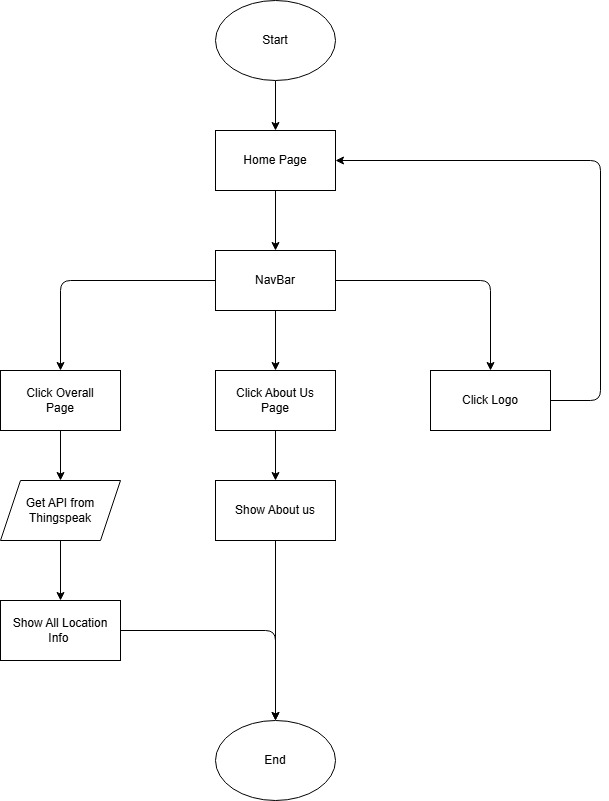 Start
Home Page
NavBar
Click Overall
Page
Click About Us
Page
Click Logo
Get API from
Thingspeak
Show About us
Show All Location
Info
End